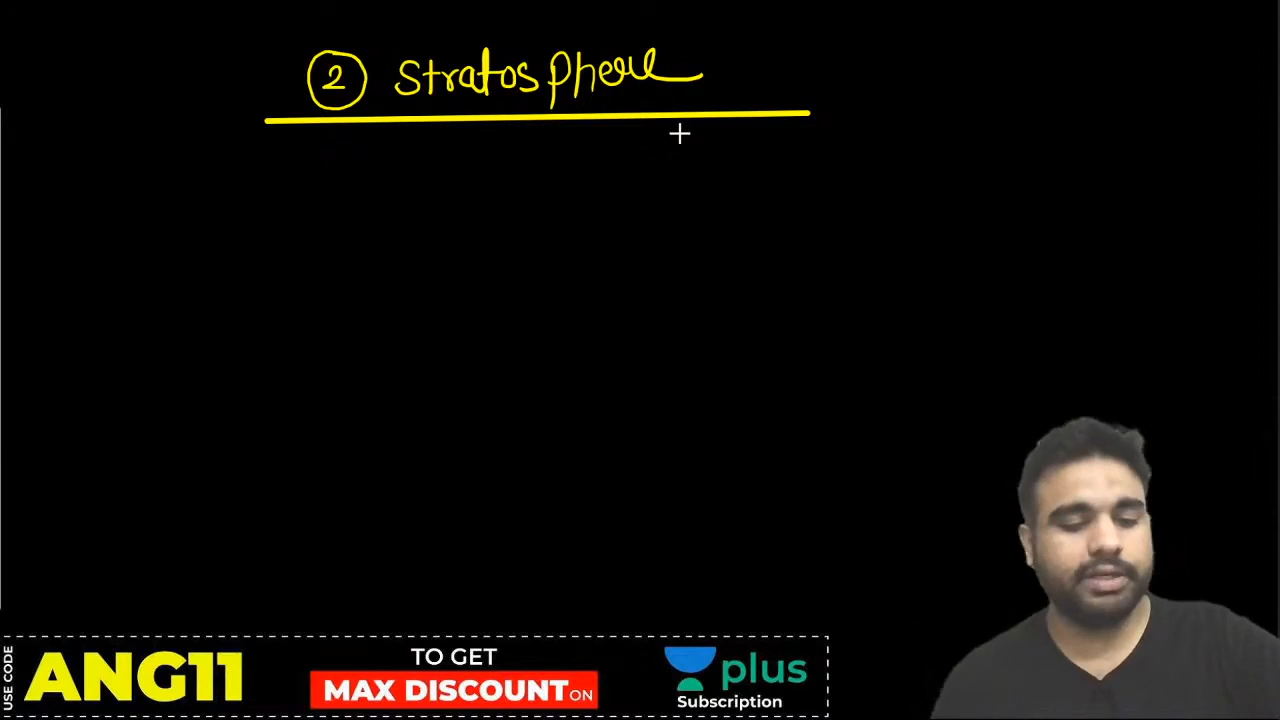 2 Stratosphere
USE CODE
ANG11
TO GET
MAX DISCOUNT ON
plus
Subscription